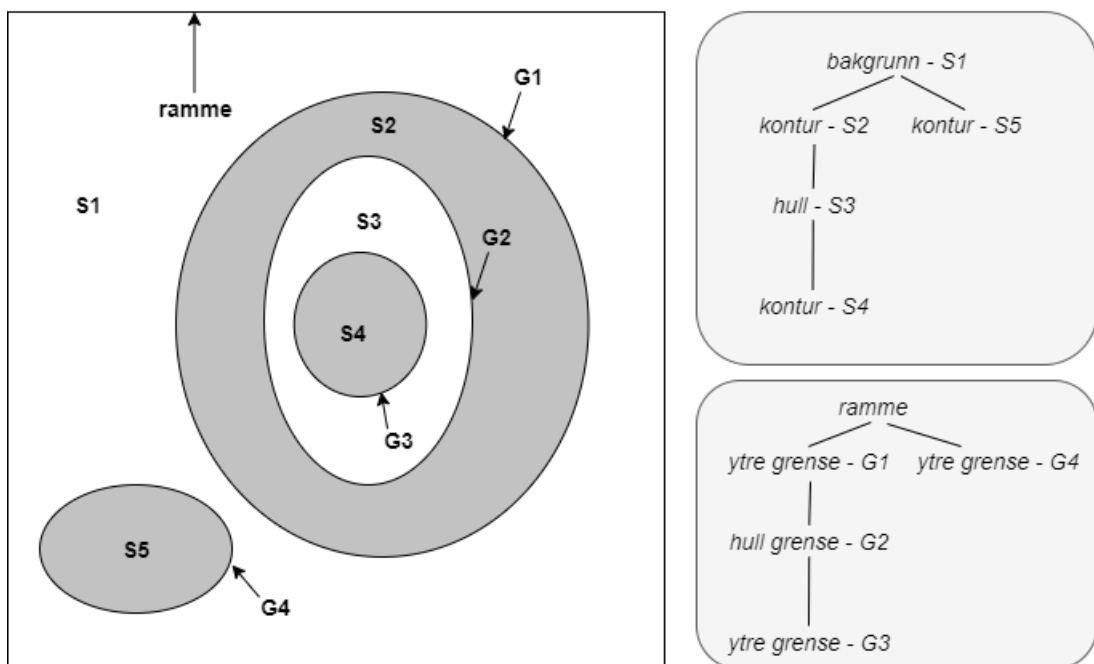 ramme
G1
S2
S1
S3
G2
S4
G3
S5
G4
bakgrunn - S1
kontur - S2 kontur - S5
hull - S3
kontur - S4
ramme
ytre grense - G1 ytre grense - G4
hull grense - G2
ytre grense - G3